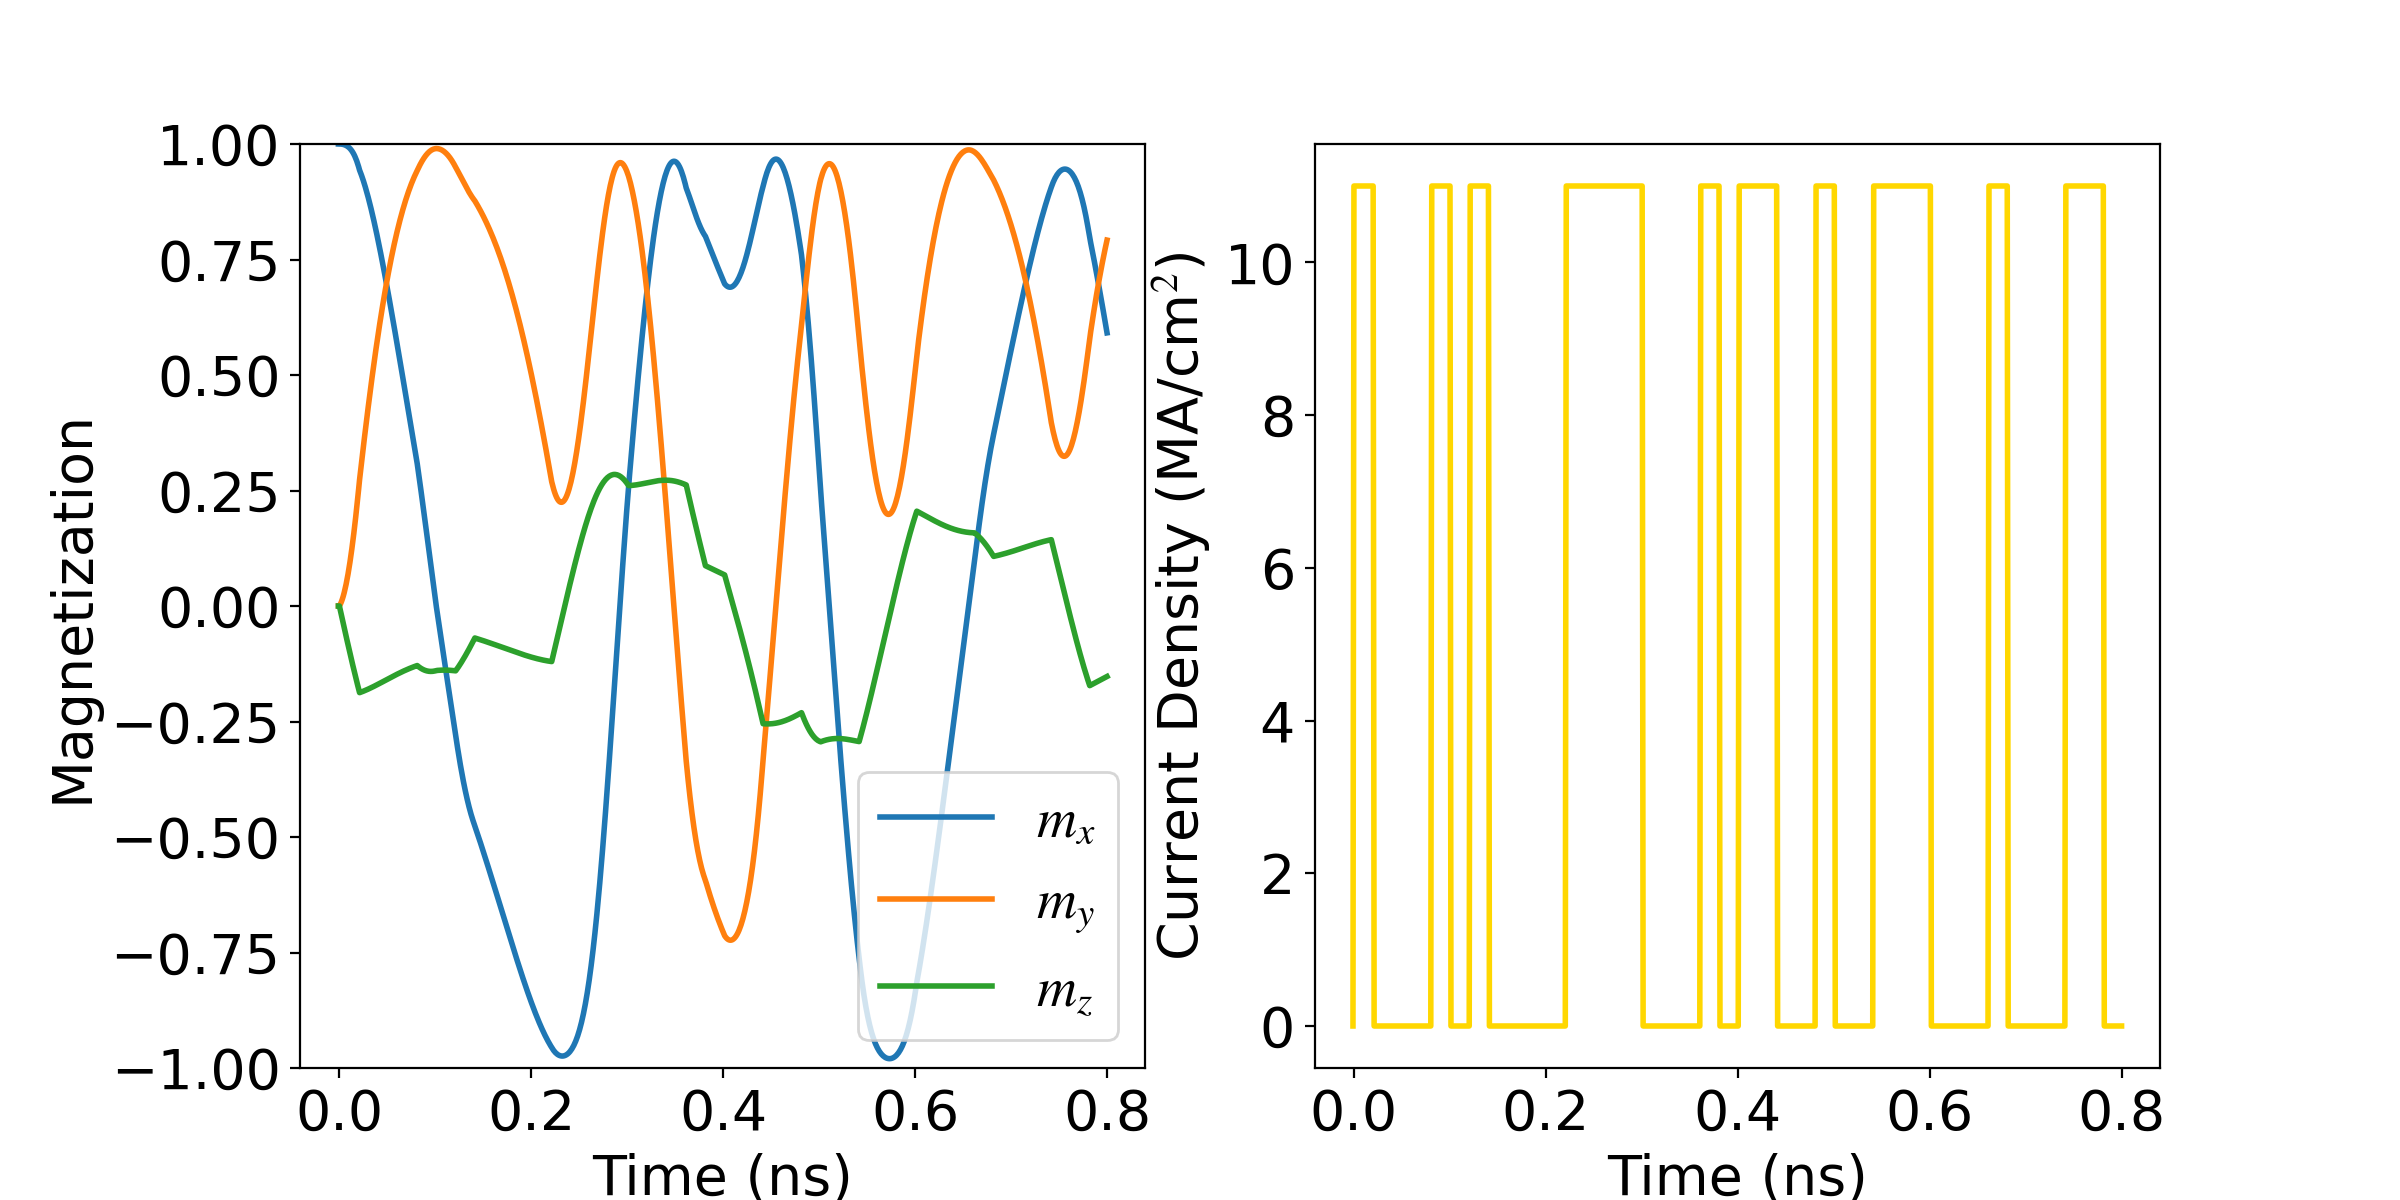 1.00
0.75
0.50
0.25
0.00
−0.25
−0.50
−0.75
−1.00
Magnetization
0.0 0.2 0.4 0.6 0.8
Time (ns)
m_x
m_y
m_z
10
8
6
4
2
0
Current Density (MA/cm²)
0.0 0.2 0.4 0.6 0.8
Time (ns)